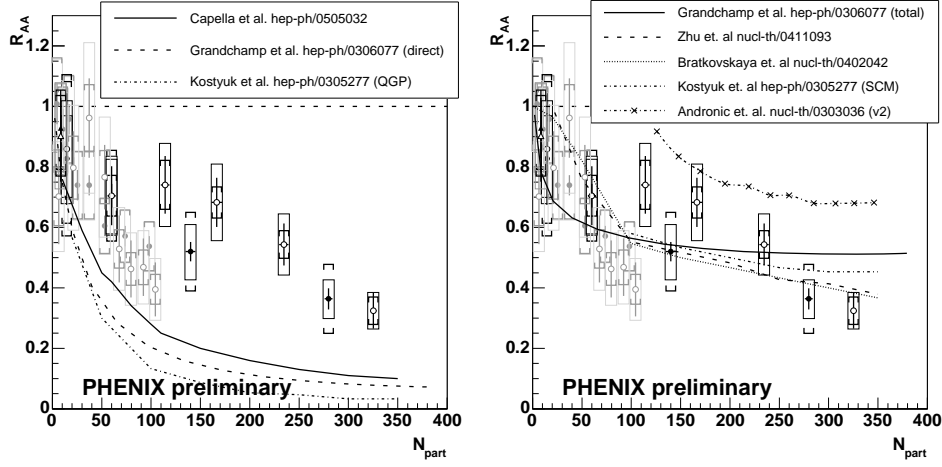 Capella et al. hep-ph/0505032
Grandchamp et al. hep-ph/0306077 (direct)
Kostyuk et al. hep-ph/0305277 (QGP)
R_AA
1.2
1
0.8
0.6
0.4
0.2
0
PHENIX preliminary
0 50 100 150 200 250 300 350 400
N_part
Grandchamp et al. hep-ph/0306077 (total)
Zhu et. al nucl-th/0411093
Bratkovskaya et. al nucl-th/0402042
Kostyuk et. al hep-ph/0305277 (SCM)
Andronic et. al. nucl-th/0303036 (v2)
R_AA
1.2
1
0.8
0.6
0.4
0.2
0
PHENIX preliminary
0 50 100 150 200 250 300 350 400
N_part